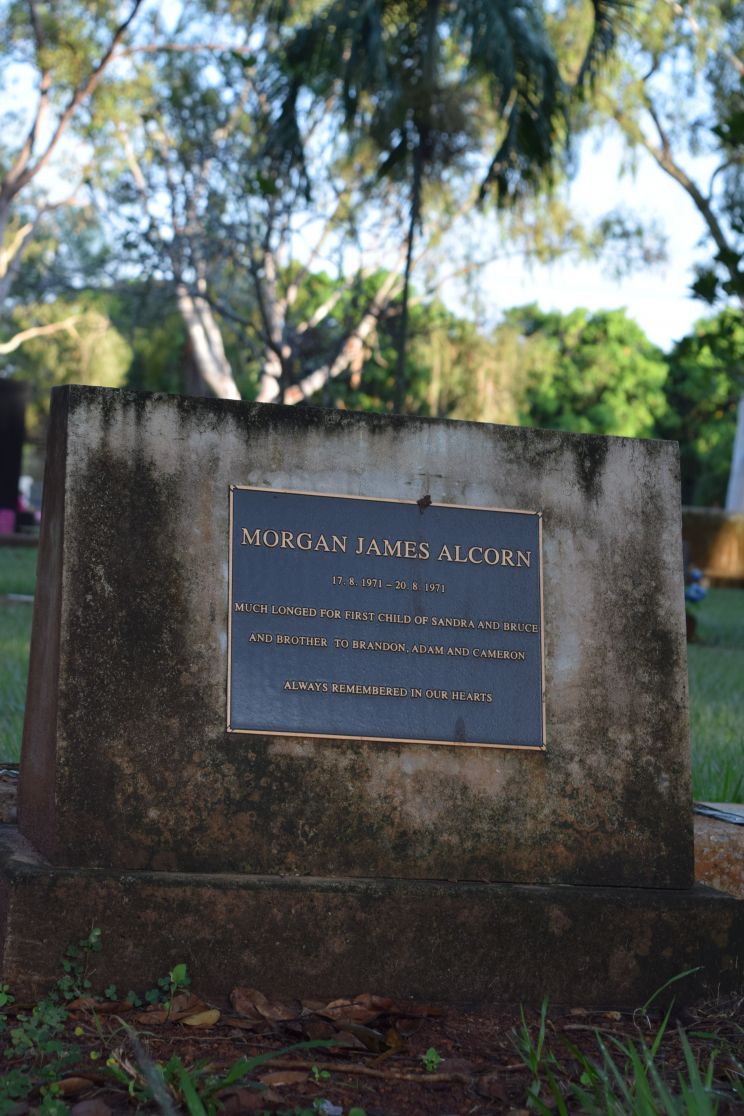 MORGAN JAMES ALCORN
17. 8. 1971 – 20. 8. 1971
MUCH LONGED FOR FIRST CHILD OF SANDRA AND BRUCE
AND BROTHER TO BRANDON, ADAM AND CAMERON
ALWAYS REMEMBERED IN OUR HEARTS